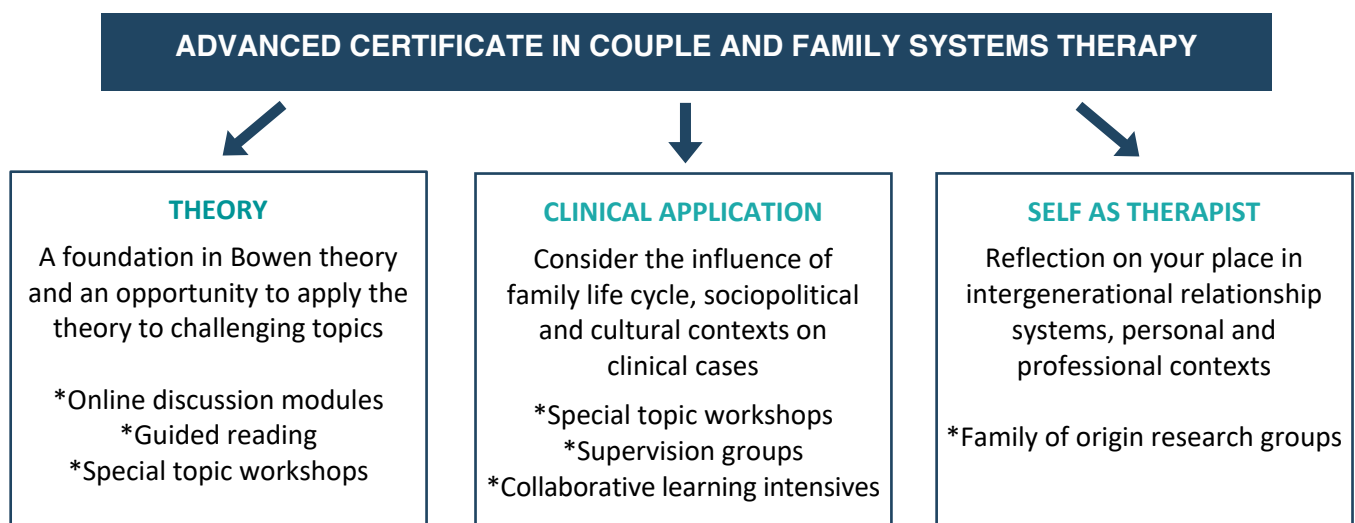 ADVANCED CERTIFICATE IN COUPLE AND FAMILY SYSTEMS THERAPY
THEORY
A foundation in Bowen theory
and an opportunity to apply the
theory to challenging topics
*Online discussion modules
*Guided reading
*Special topic workshops
CLINICAL APPLICATION
Consider the influence of
family life cycle, sociopolitical
and cultural contexts on
clinical cases
*Special topic workshops
*Supervision groups
*Collaborative learning intensives
SELF AS THERAPIST
Reflection on your place in
intergenerational relationship
systems, personal and
professional contexts
*Family of origin research groups